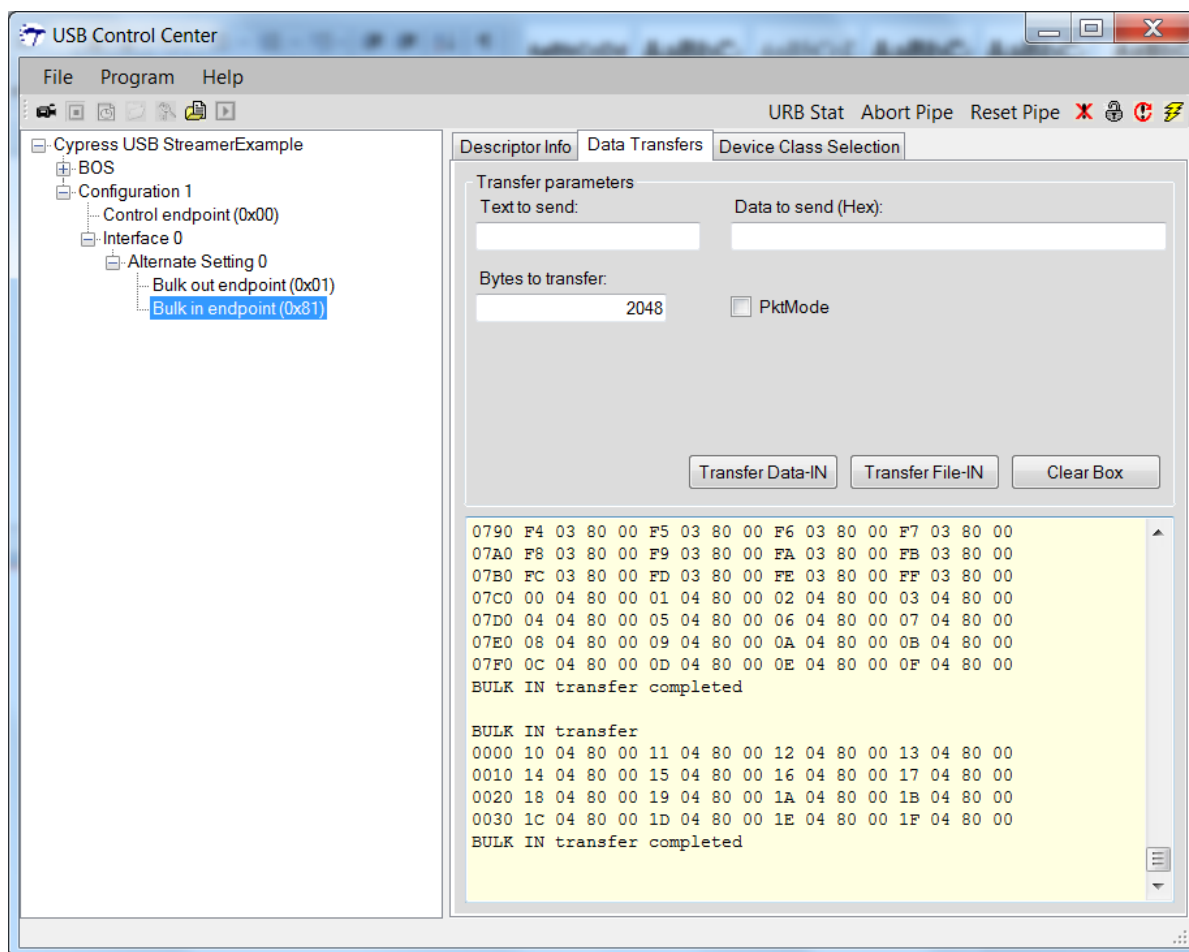 USB Control Center
File Program Help
URB Stat Abort Pipe Reset Pipe
Cypress USB StreamerExample
BOS
Configuration 1
Control endpoint (0x00)
Interface 0
Alternate Setting 0
Bulk out endpoint (0x01)
Bulk in endpoint (0x81)
Descriptor Info Data Transfers Device Class Selection
Transfer parameters
Text to send: Data to send (Hex):
Bytes to transfer:
2048 PktMode
Transfer Data-IN Transfer File-IN Clear Box
0790 F4 03 80 00 F5 03 80 00 F6 03 80 00 F7 03 80 00
07A0 F8 03 80 00 F9 03 80 00 FA 03 80 00 FB 03 80 00
07B0 FC 03 80 00 FD 03 80 00 FE 03 80 00 FF 03 80 00
07C0 00 04 80 00 01 04 80 00 02 04 80 00 03 04 80 00
07D0 04 04 80 00 05 04 80 00 06 04 80 00 07 04 80 00
07E0 08 04 80 00 09 04 80 00 0A 04 80 00 0B 04 80 00
07F0 0C 04 80 00 0D 04 80 00 0E 04 80 00 0F 04 80 00
BULK IN transfer completed
BULK IN transfer
0000 10 04 80 00 11 04 80 00 12 04 80 00 13 04 80 00
0010 14 04 80 00 15 04 80 00 16 04 80 00 17 04 80 00
0020 18 04 80 00 19 04 80 00 1A 04 80 00 1B 04 80 00
0030 1C 04 80 00 1D 04 80 00 1E 04 80 00 1F 04 80 00
BULK IN transfer completed